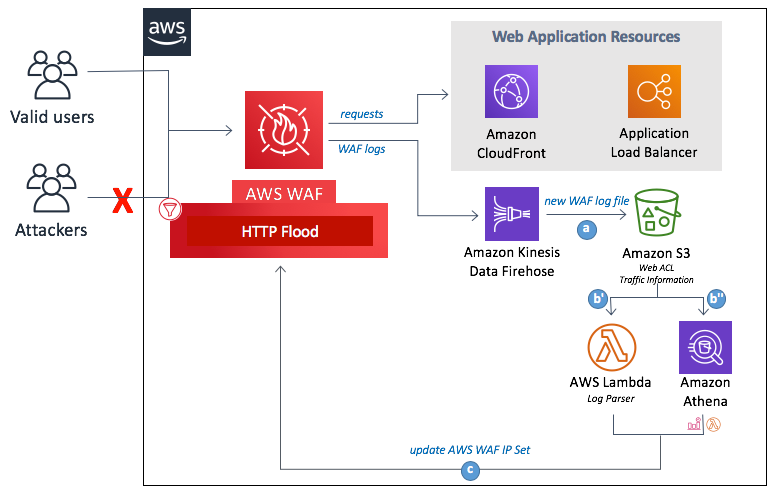 aws
Web Application Resources
Valid users
requests
WAF logs
Amazon
CloudFront
Application
Load Balancer
X
Attackers
AWS WAF
HTTP Flood
new WAF log file
a
Amazon Kinesis
Data Firehose
Amazon S3
Web ACL
Traffic Information
b'
b"
AWS Lambda
Log Parser
Amazon
Athena
update AWS WAF IP Set
c